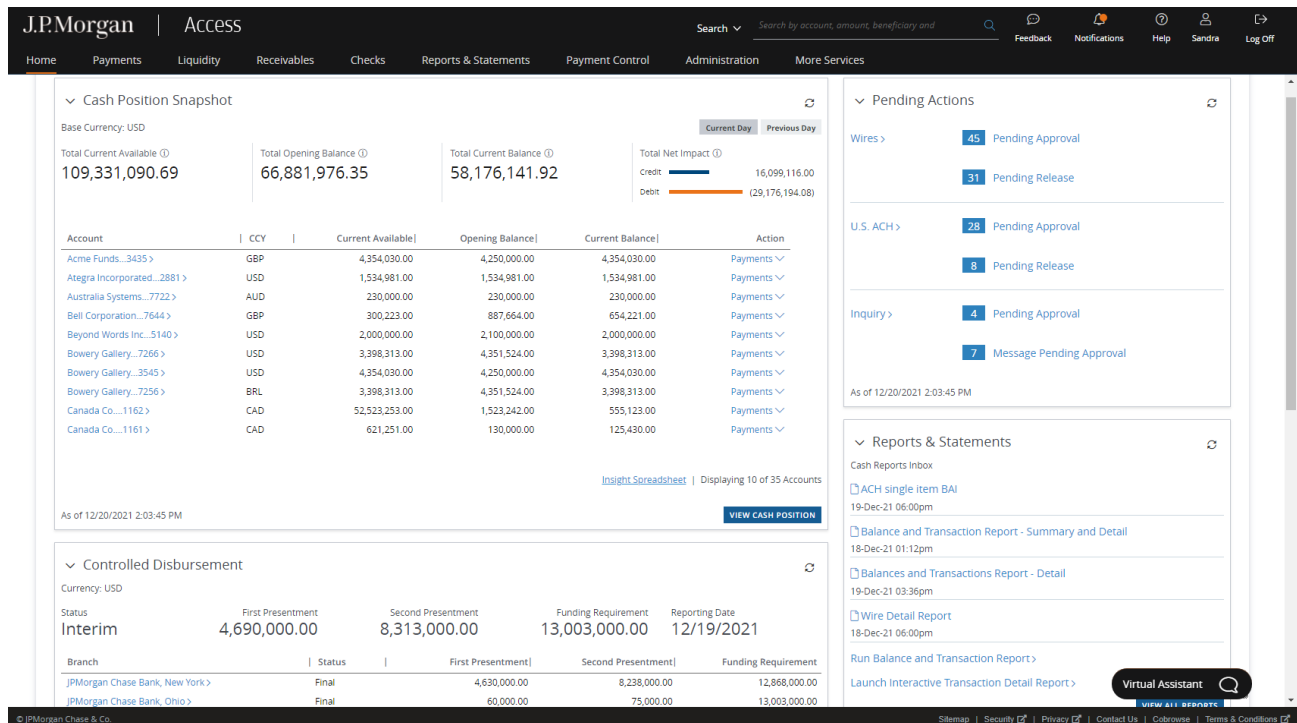 J.P.Morgan | Access
Search
Search by account, amount, beneficiary and
Feedback
Notifications
Help
Sandra
Log Off
Home Payments Liquidity Receivables Checks Reports & Statements Payment Control Administration More Services
Cash Position Snapshot
Base Currency: USD
Current Day Previous Day
Total Current Available Total Opening Balance Total Current Balance Total Net Impact
109,331,090.69 66,881,976.35 58,176,141.92
Credit 16,099,116.00
Debit (29,176,194.08)
Account | CCY | Current Available| Opening Balance| Current Balance| Action
Acme Funds...3435 > GBP 4,354,030.00 4,250,000.00 4,354,030.00 Payments
Ategra Incorporated...2881 > USD 1,534,981.00 1,534,981.00 1,534,981.00 Payments
Australia Systems...7722 > AUD 230,000.00 230,000.00 230,000.00 Payments
Bell Corporation...7644 > GBP 300,223.00 887,664.00 654,221.00 Payments
Beyond Words Inc...5140 > USD 2,000,000.00 2,100,000.00 2,000,000.00 Payments
Bowery Gallery...7266 > USD 3,398,313.00 4,351,524.00 3,398,313.00 Payments
Bowery Gallery...3545 > USD 4,354,030.00 4,250,000.00 4,354,030.00 Payments
Bowery Gallery...7256 > BRL 3,398,313.00 4,351,524.00 3,398,313.00 Payments
Canada Co....1162 > CAD 52,523,253.00 1,523,242.00 555,123.00 Payments
Canada Co....1161 > CAD 621,251.00 130,000.00 125,430.00 Payments
Insight Spreadsheet | Displaying 10 of 35 Accounts
As of 12/20/2021 2:03:45 PM
VIEW CASH POSITION
Controlled Disbursement
Currency: USD
Status First Presentment Second Presentment Funding Requirement Reporting Date
Interim 4,690,000.00 8,313,000.00 13,003,000.00 12/19/2021
Branch | Status | First Presentment| Second Presentment| Funding Requirement
JPMorgan Chase Bank, New York > Final 4,630,000.00 8,238,000.00 12,868,000.00
JPMorgan Chase Bank, Ohio > Final 60,000.00 75,000.00 13,003,000.00
Pending Actions
Wires > 45 Pending Approval
31 Pending Release
U.S. ACH > 28 Pending Approval
8 Pending Release
Inquiry > 4 Pending Approval
7 Message Pending Approval
As of 12/20/2021 2:03:45 PM
Reports & Statements
Cash Reports Inbox
ACH single item BAI
19-Dec-21 06:00pm
Balance and Transaction Report - Summary and Detail
18-Dec-21 01:12pm
Balances and Transactions Report - Detail
19-Dec-21 03:36pm
Wire Detail Report
18-Dec-21 06:00pm
Run Balance and Transaction Report >
Launch Interactive Transaction Detail Report >
Virtual Assistant
VIEW ALL REPORTS
© JPMorgan Chase & Co.
Sitemap | Security | Privacy | Contact Us | Cobrowse | Terms & Conditions